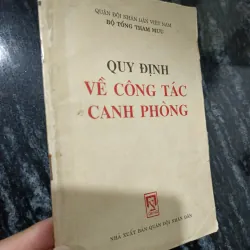 QUÂN ĐỘI NHÂN DÂN VIỆT NAM
BỘ TỔNG THAM MƯU
QUY ĐỊNH
VỀ CÔNG TÁC
CANH PHÒNG
NHÀ XUẤT BẢN QUÂN ĐỘI NHÂN DÂN